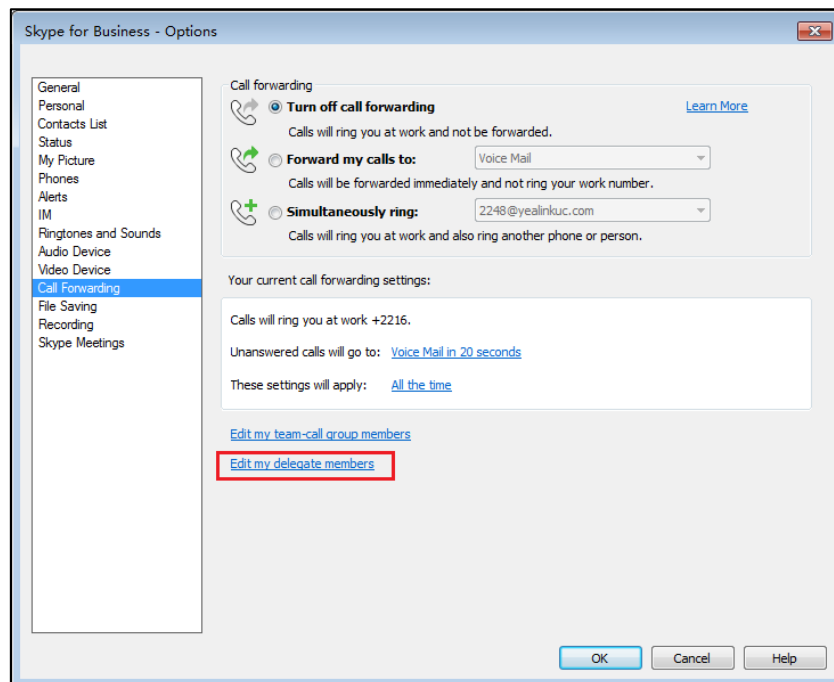 Skype for Business - Options
General
Personal
Contacts List
Status
My Picture
Phones
Alerts
IM
Ringtones and Sounds
Audio Device
Video Device
Call Forwarding
File Saving
Recording
Skype Meetings
Call forwarding
Turn off call forwarding Learn More
Calls will ring you at work and not be forwarded.
Forward my calls to: Voice Mail
Calls will be forwarded immediately and not ring your work number.
Simultaneously ring: 2248@yealinkuc.com
Calls will ring you at work and also ring another phone or person.
Your current call forwarding settings:
Calls will ring you at work +2216.
Unanswered calls will go to: Voice Mail in 20 seconds
These settings will apply: All the time
Edit my team-call group members
Edit my delegate members
OK Cancel Help